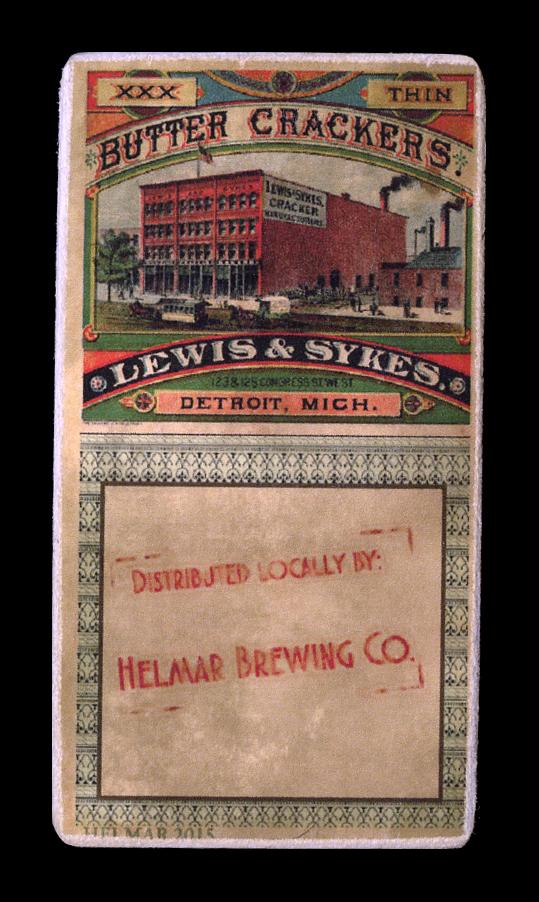 XXX
THIN
BUTTER CRACKERS.
LEWIS & SYKES.
CRACKER
MANUFACTURERS.
LEWIS & SYKES.
123 & 125 CONGRESS ST. WEST
DETROIT, MICH.
DISTRIBUTED LOCALLY BY:
HELMAR BREWING CO.
HELMAR 2015